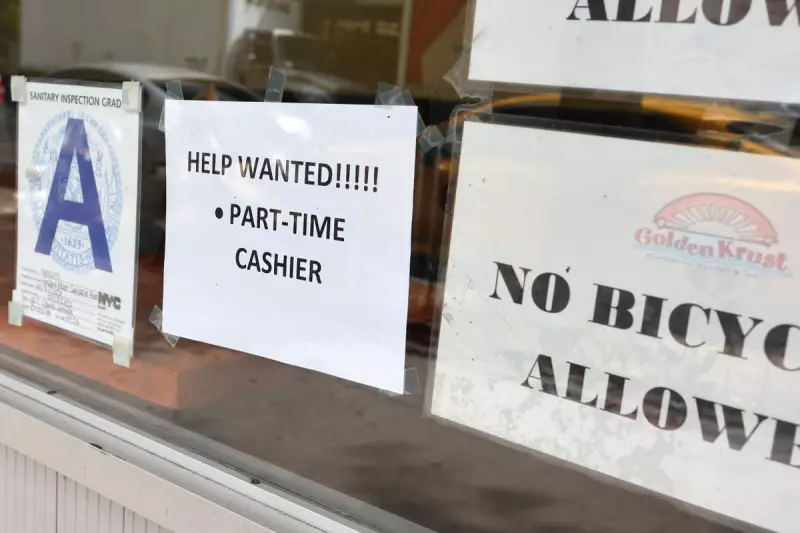 SANITARY INSPECTION GRAD
A
NYC
HELP WANTED!!!!!
• PART-TIME
CASHIER
ALLOW
Golden Krust
NO BICYC
ALLOWE